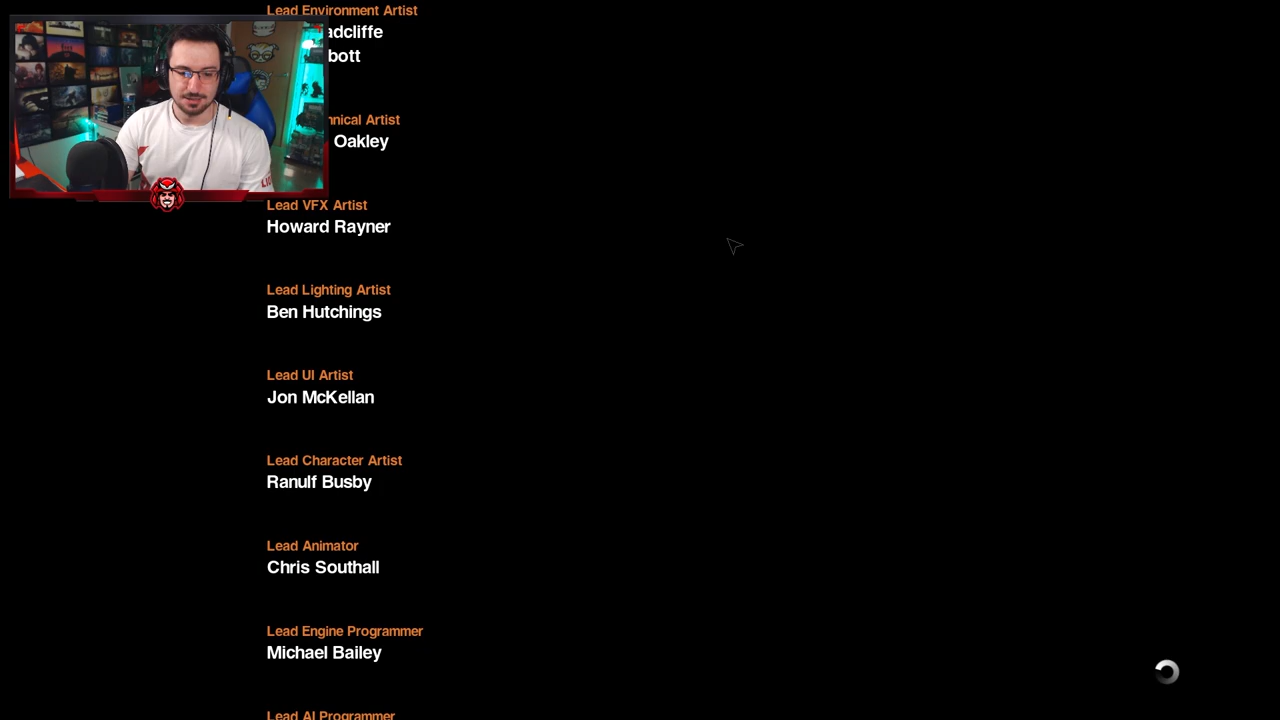 Lead Environment Artist
adcliffe
bott
nical Artist
Oakley
Lead VFX Artist
Howard Rayner
Lead Lighting Artist
Ben Hutchings
Lead UI Artist
Jon McKellan
Lead Character Artist
Ranulf Busby
Lead Animator
Chris Southall
Lead Engine Programmer
Michael Bailey
Lead AI Programmer